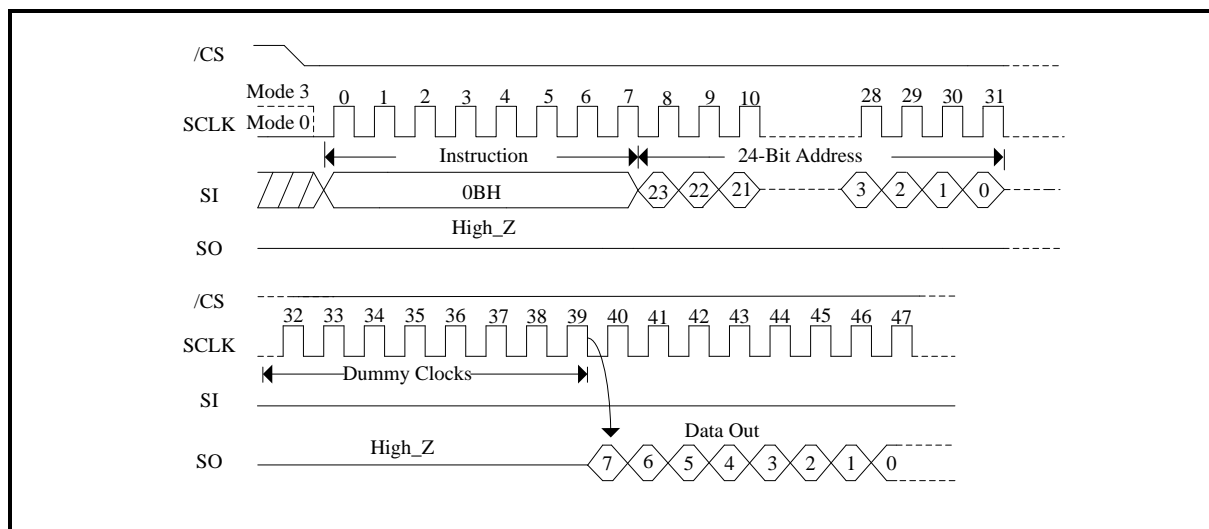 /CS
Mode 3
0 1 2 3 4 5 6 7 8 9 10 28 29 30 31
SCLK Mode 0
Instruction 24-Bit Address
SI 0BH 23 22 21 3 2 1 0
High_Z
SO
/CS
32 33 34 35 36 37 38 39 40 41 42 43 44 45 46 47
SCLK
Dummy Clocks
SI
High_Z Data Out
SO 7 6 5 4 3 2 1 0